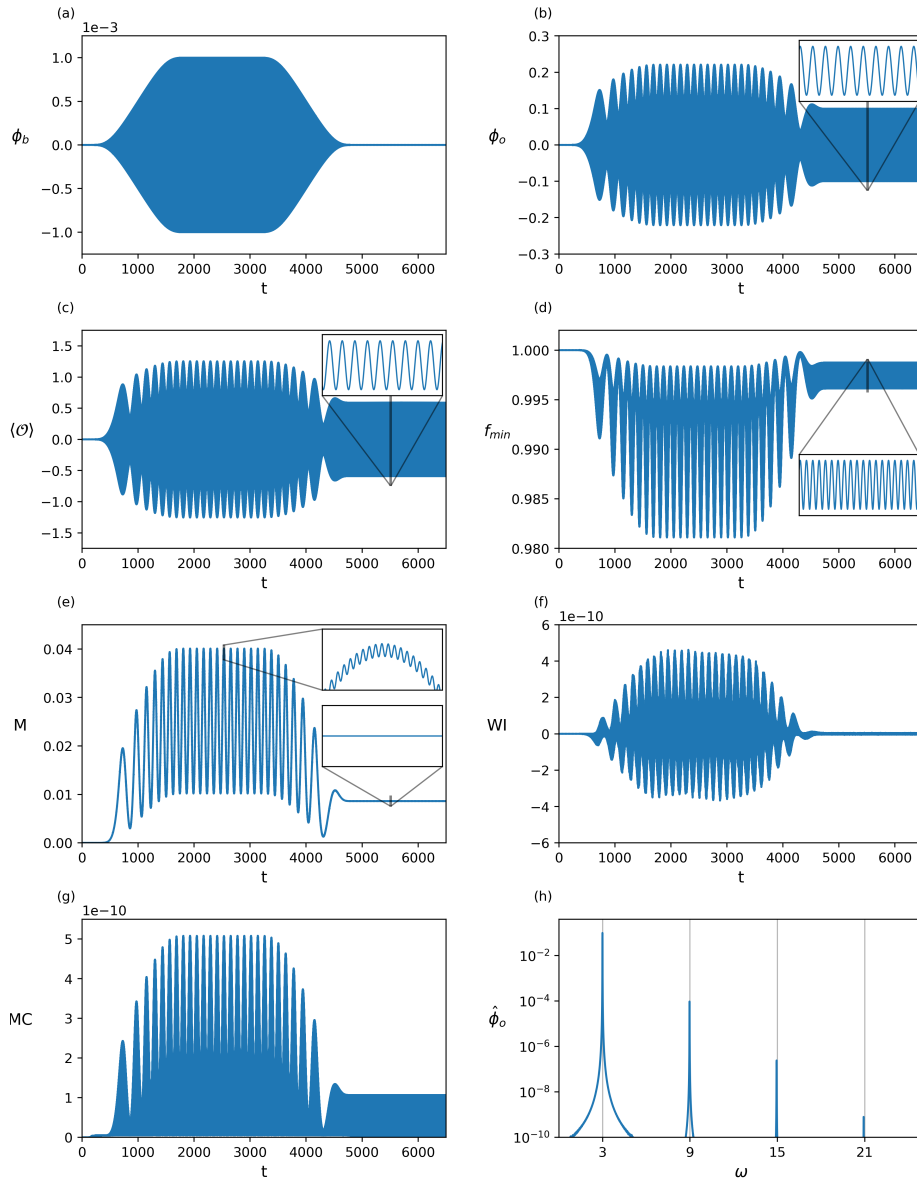 (a)
1e−3
1.0
0.5
ϕb
0.0
−0.5
−1.0
0 1000 2000 3000 4000 5000 6000
t
(b)
0.3
0.2
0.1
ϕo
0.0
−0.1
−0.2
−0.3
0 1000 2000 3000 4000 5000 6000
t
(c)
1.5
1.0
0.5
⟨𝒪⟩
0.0
−0.5
−1.0
−1.5
0 1000 2000 3000 4000 5000 6000
t
(d)
1.000
0.995
fmin
0.990
0.985
0.980
0 1000 2000 3000 4000 5000 6000
t
(e)
0.04
0.03
M
0.02
0.01
0.00
0 1000 2000 3000 4000 5000 6000
t
(f)
1e−10
6
4
2
WI
0
−2
−4
−6
0 1000 2000 3000 4000 5000 6000
t
(g)
1e−10
5
4
3
MC
2
1
0
0 1000 2000 3000 4000 5000 6000
t
(h)
10−2
10−4
ϕ̂o
10−6
10−8
10−10
3 9 15 21
ω